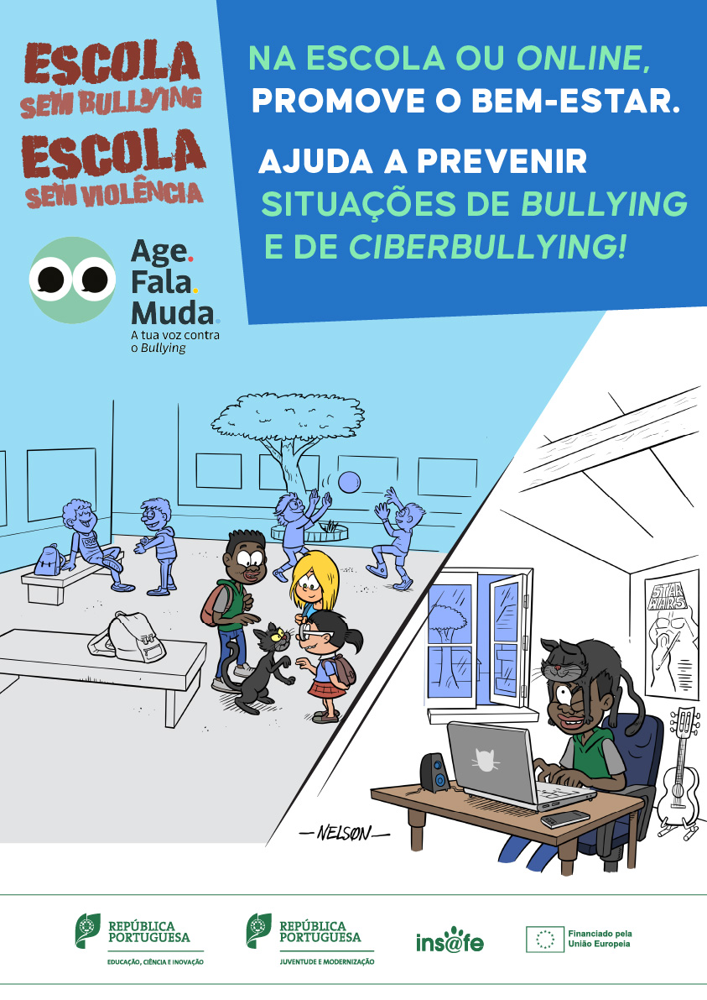 ESCOLA
SEM BULLYING
ESCOLA
SEM VIOLÊNCIA
Age.
Fala.
Muda.
A tua voz contra
o Bullying
NA ESCOLA OU ONLINE,
PROMOVE O BEM-ESTAR.
AJUDA A PREVENIR
SITUAÇÕES DE BULLYING
E DE CIBERBULLYING!
STAR
WARS
NELSON
REPÚBLICA
PORTUGUESA
EDUCAÇÃO, CIÊNCIA E INOVAÇÃO
REPÚBLICA
PORTUGUESA
JUVENTUDE E MODERNIZAÇÃO
ins@fe
Financiado pela
União Europeia